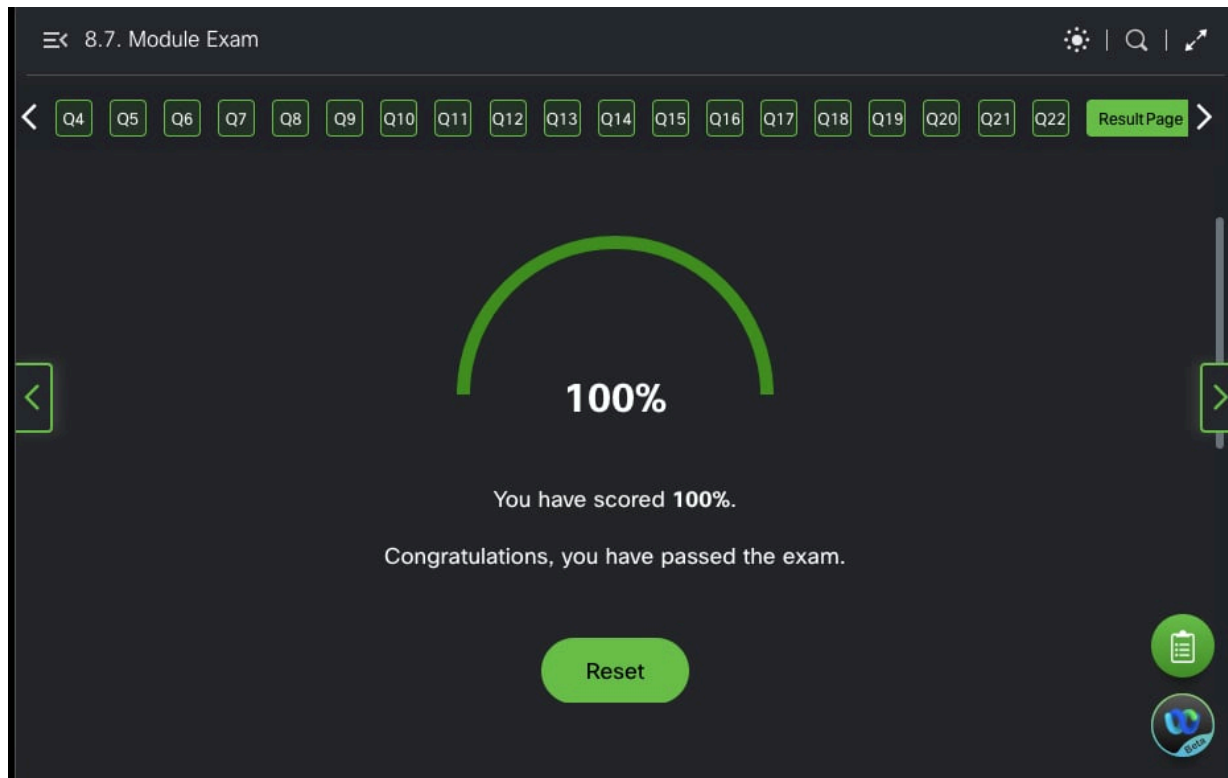 8.7. Module Exam
Q4 Q5 Q6 Q7 Q8 Q9 Q10 Q11 Q12 Q13 Q14 Q15 Q16 Q17 Q18 Q19 Q20 Q21 Q22 Result Page
100%
You have scored 100%.
Congratulations, you have passed the exam.
Reset
Beta